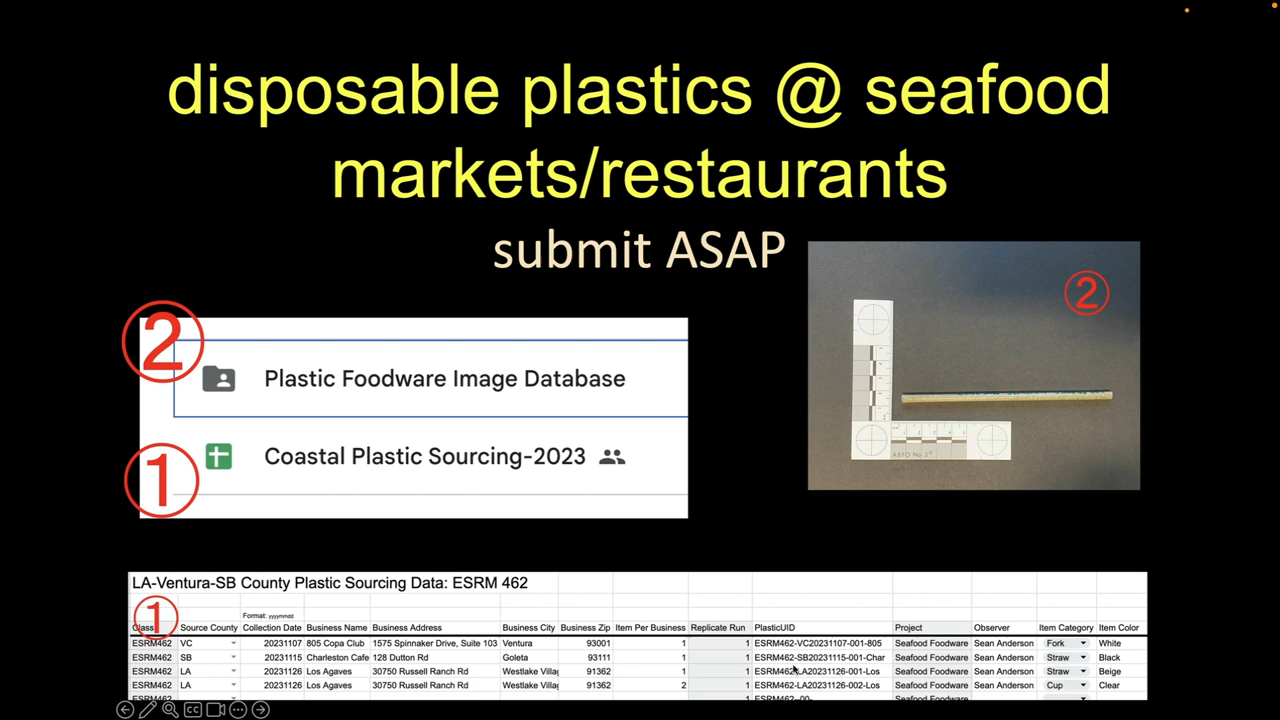 disposable plastics @ seafood
markets/restaurants
submit ASAP
②
②
Plastic Foodware Image Database
①
Coastal Plastic Sourcing-2023
ABFO No 2
LA-Ventura-SB County Plastic Sourcing Data: ESRM 462
①
Format: yyyymmdd
Class Source County Collection Date Business Name Business Address Business City Business Zip Item Per Business Replicate Run PlasticUID Project Observer Item Category Item Color
ESRM462 VC 20231107 805 Copa Club 1575 Spinnaker Drive, Suite 103 Ventura 93001 1 1 ESRM462-VC20231107-001-805 Seafood Foodware Sean Anderson Fork White
ESRM462 SB 20231115 Charleston Cafe 128 Dutton Rd Goleta 93111 1 1 ESRM462-SB20231115-001-Char Seafood Foodware Sean Anderson Straw Black
ESRM462 LA 20231126 Los Agaves 30750 Russell Ranch Rd Westlake Villag 91362 1 1 ESRM462-LA20231126-001-Los Seafood Foodware Sean Anderson Straw Beige
ESRM462 LA 20231126 Los Agaves 30750 Russell Ranch Rd Westlake Villag 91362 2 1 ESRM462-LA20231126-002-Los Seafood Foodware Sean Anderson Cup Clear
CC